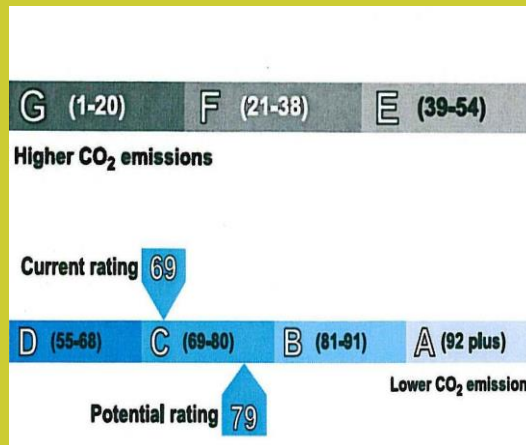 G (1-20) F (21-38) E (39-54)
Higher CO₂ emissions
Current rating 69
D (55-68) C (69-80) B (81-91) A (92 plus)
Lower CO₂ emission
Potential rating 79